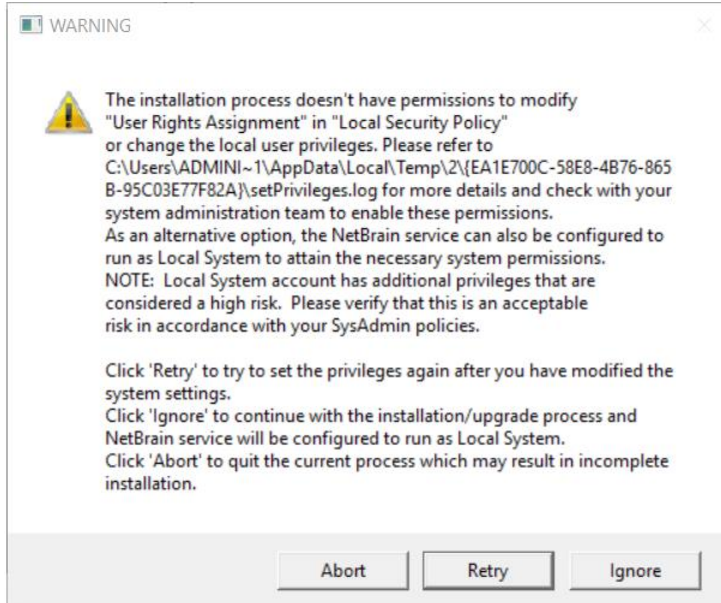 WARNING
The installation process doesn't have permissions to modify
"User Rights Assignment" in "Local Security Policy"
or change the local user privileges. Please refer to
C:\Users\ADMINI~1\AppData\Local\Temp\2\{EA1E700C-58E8-4B76-865
B-95C03E77F82A}\setPrivileges.log for more details and check with your
system administration team to enable these permissions.
As an alternative option, the NetBrain service can also be configured to
run as Local System to attain the necessary system permissions.
NOTE:  Local System account has additional privileges that are
considered a high risk.  Please verify that this is an acceptable
risk in accordance with your SysAdmin policies.
Click 'Retry' to try to set the privileges again after you have modified the
system settings.
Click 'Ignore' to continue with the installation/upgrade process and
NetBrain service will be configured to run as Local System.
Click 'Abort' to quit the current process which may result in incomplete
installation.
Abort Retry Ignore